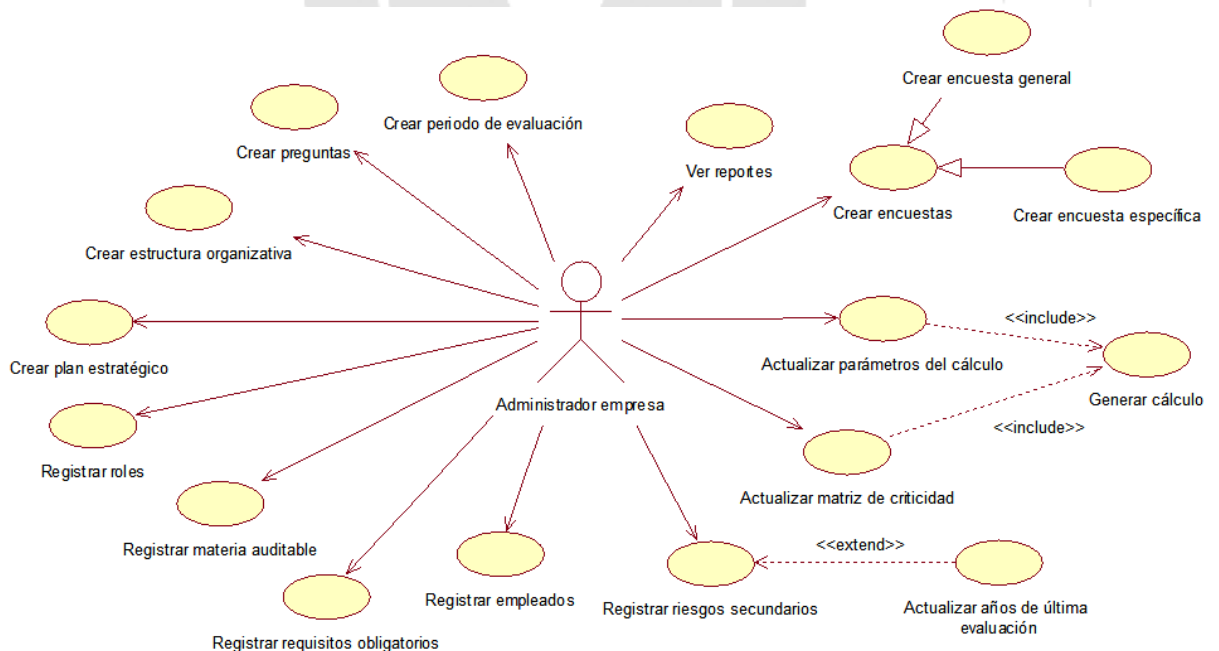 Crear encuesta general
Crear periodo de evaluación
Crear preguntas
Ver reportes
Crear encuestas
Crear encuesta específica
Crear estructura organizativa
<<include>>
Crear plan estratégico
Actualizar parámetros del cálculo
Generar cálculo
Administrador empresa
<<include>>
Registrar roles
Actualizar matriz de criticidad
Registrar materia auditable
<<extend>>
Registrar empleados
Registrar riesgos secundarios
Actualizar años de última
evaluación
Registrar requisitos obligatorios